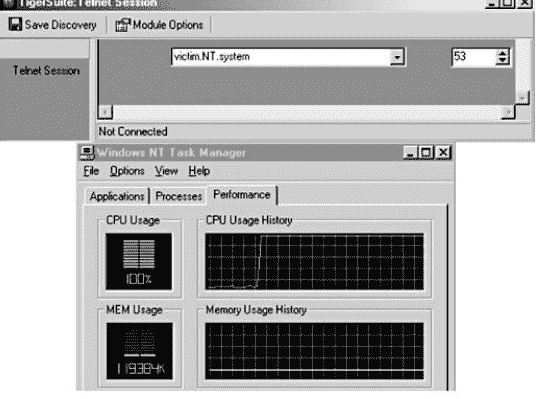 TigerSuite: Telnet Session
Save Discovery Module Options
victim.NT.system 53
Telnet Session
Not Connected
Windows NT Task Manager
File Options View Help
Applications Processes Performance
CPU Usage CPU Usage History
100%
MEM Usage Memory Usage History
119384K